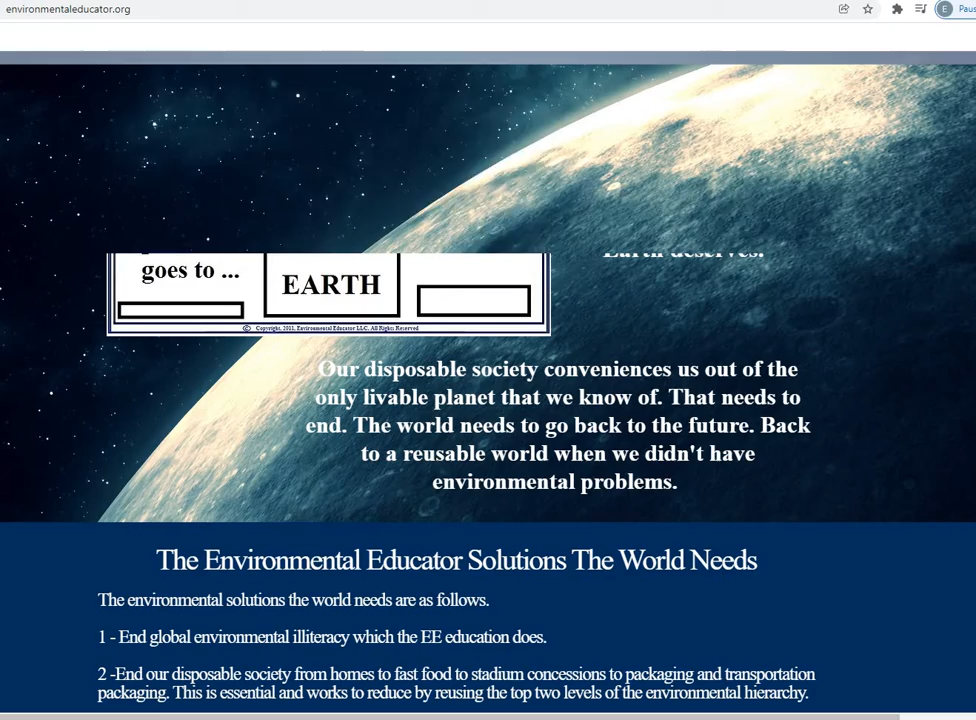 environmentaleducator.org
E
Paus
Earth deserves.
goes to ...
EARTH
© Copyright, 2011, Environmental Educator LLC. All Rights Reserved
Our disposable society conveniences us out of the
only livable planet that we know of. That needs to
end. The world needs to go back to the future. Back
to a reusable world when we didn't have
environmental problems.
The Environmental Educator Solutions The World Needs
The environmental solutions the world needs are as follows.
1 - End global environmental illiteracy which the EE education does.
2 -End our disposable society from homes to fast food to stadium concessions to packaging and transportation
packaging. This is essential and works to reduce by reusing the top two levels of the environmental hierarchy.